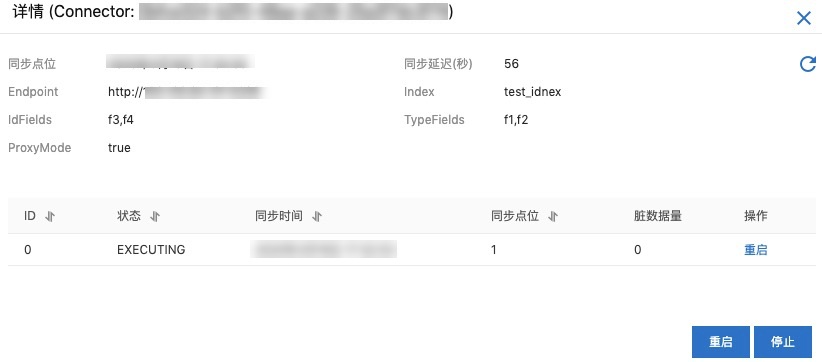 详情 (Connector: )
同步点位 同步延迟(秒) 56
Endpoint http:// Index test_idnex
IdFields f3,f4 TypeFields f1,f2
ProxyMode true
ID 状态 同步时间 同步点位 脏数据量 操作
0 EXECUTING 1 0 重启
重启 停止